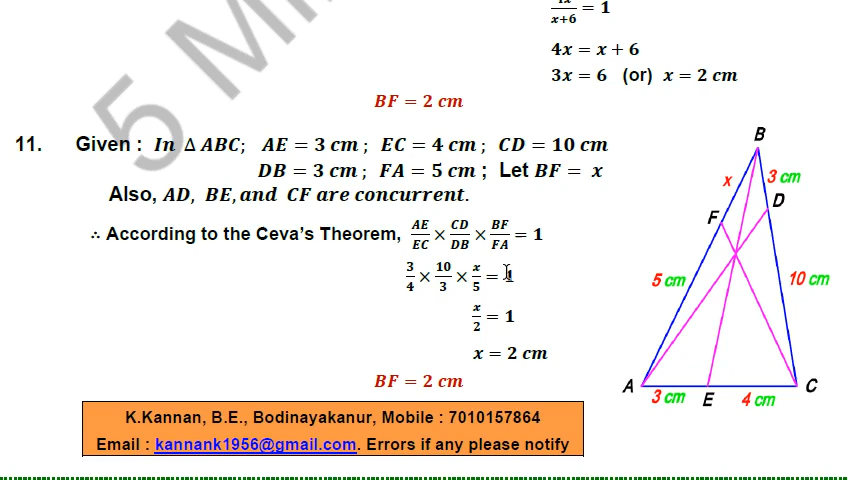 4x/x+6 = 1
4x = x + 6
3x = 6 (or) x = 2 cm
BF = 2 cm
11. Given : In Δ ABC; AE = 3 cm ; EC = 4 cm ; CD = 10 cm
DB = 3 cm ; FA = 5 cm ; Let BF = x
Also, AD, BE, and CF are concurrent.
∴ According to the Ceva's Theorem, AE/EC × CD/DB × BF/FA = 1
3/4 × 10/3 × x/5 = 1
x/2 = 1
x = 2 cm
BF = 2 cm
B
x 3 cm
D
F
5 cm 10 cm
A 3 cm E 4 cm C
K.Kannan, B.E., Bodinayakanur, Mobile : 7010157864
Email : kannank1956@gmail.com. Errors if any please notify